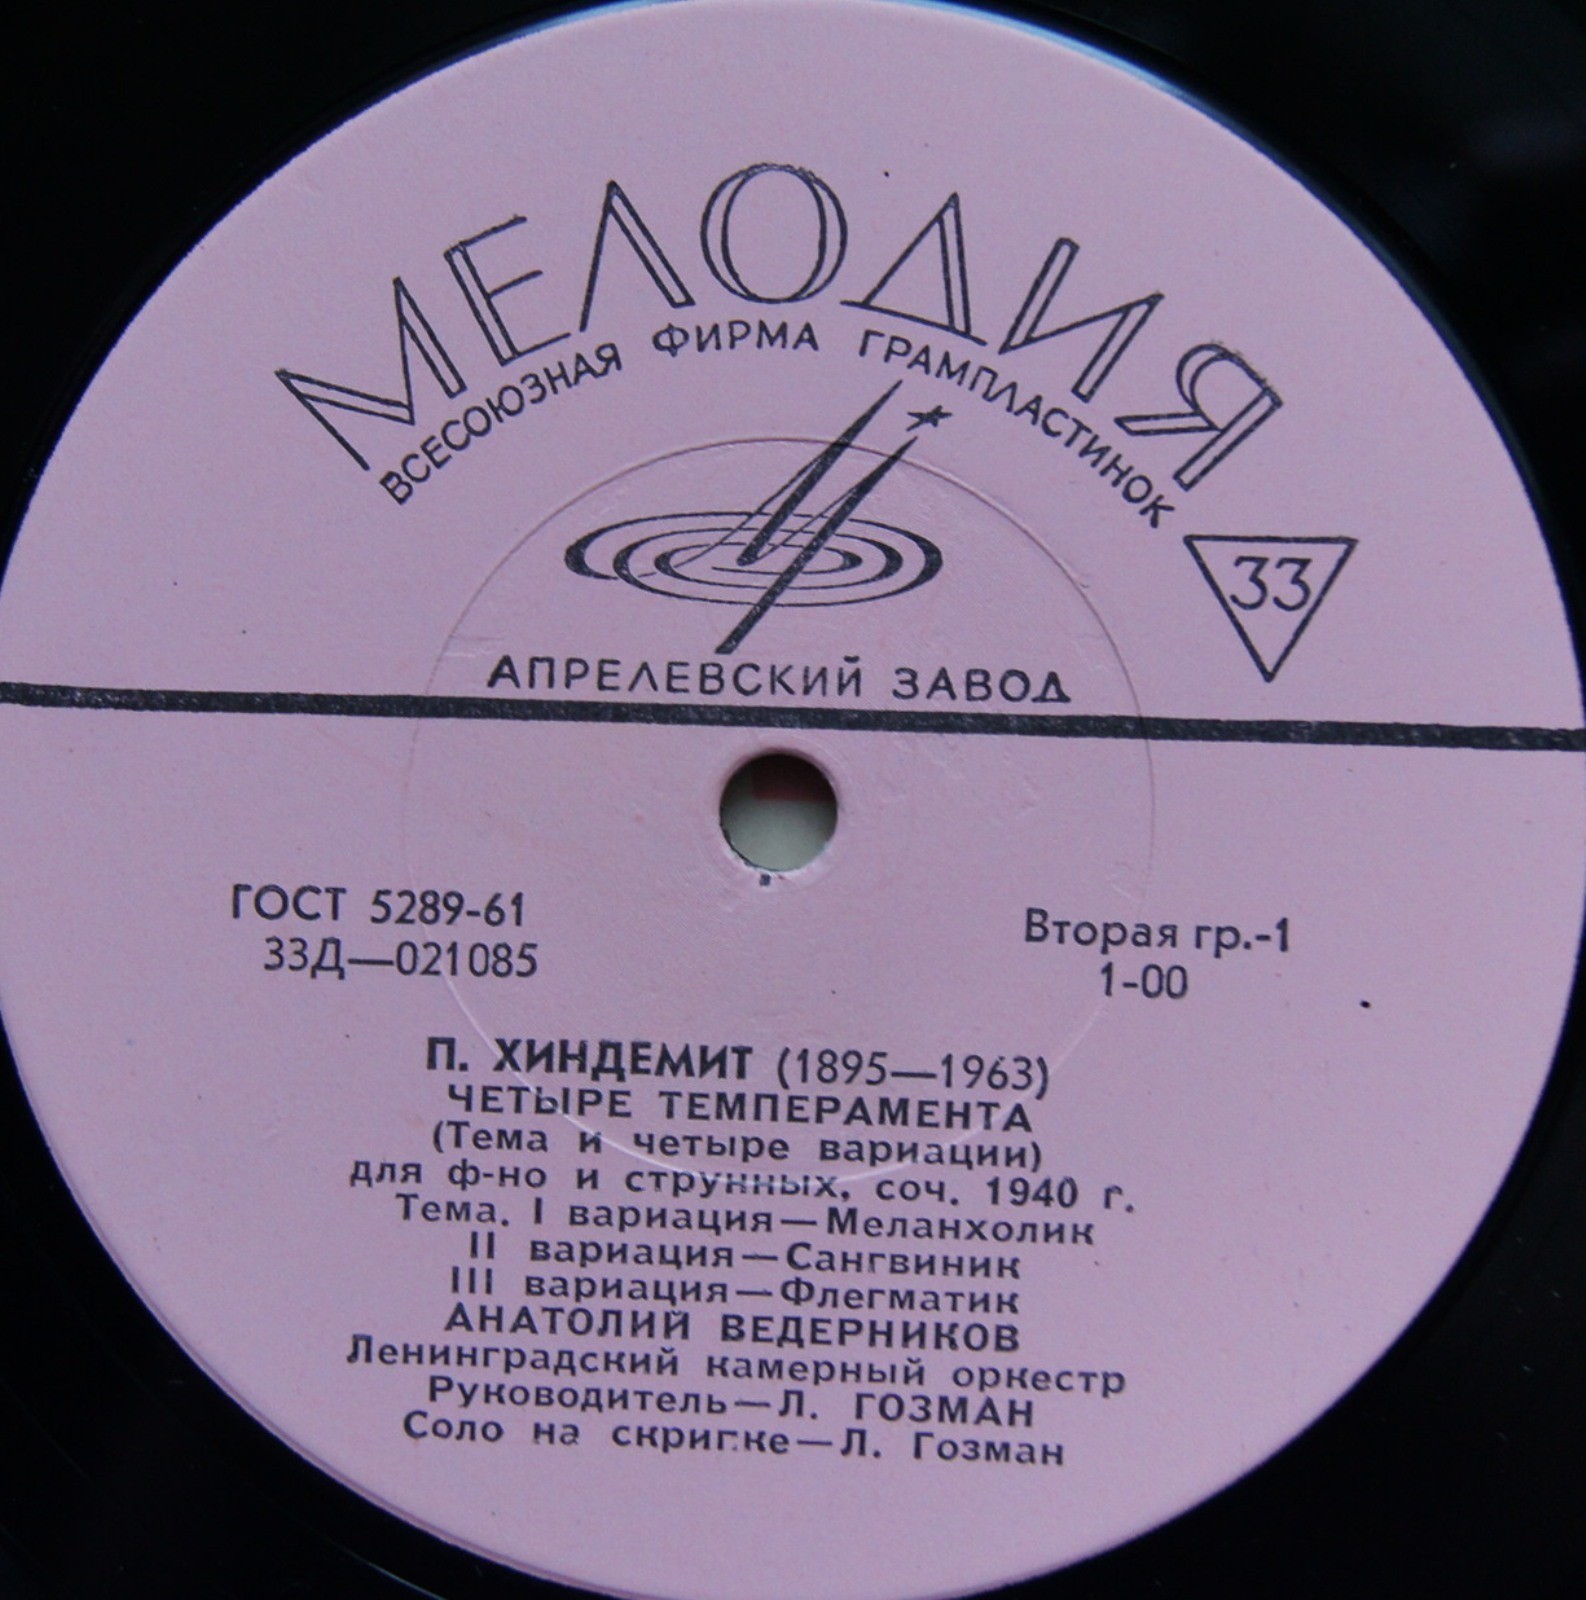 МЕЛОДИЯ
ВСЕСОЮЗНАЯ ФИРМА ГРАМПЛАСТИНОК
33
АПРЕЛЕВСКИЙ ЗАВОД
ГОСТ 5289-61
33Д—021085
Вторая гр.-1
1-00
П. ХИНДЕМИТ (1895—1963)
ЧЕТЫРЕ ТЕМПЕРАМЕНТА
(Тема и четыре вариации)
для ф-но и струнных, соч. 1940 г.
Тема. I вариация—Меланхолик
II вариация—Сангвиник
III вариация—Флегматик
АНАТОЛИЙ ВЕДЕРНИКОВ
Ленинградский камерный оркестр
Руководитель—Л. ГОЗМАН
Соло на скрипке—Л. Гозман